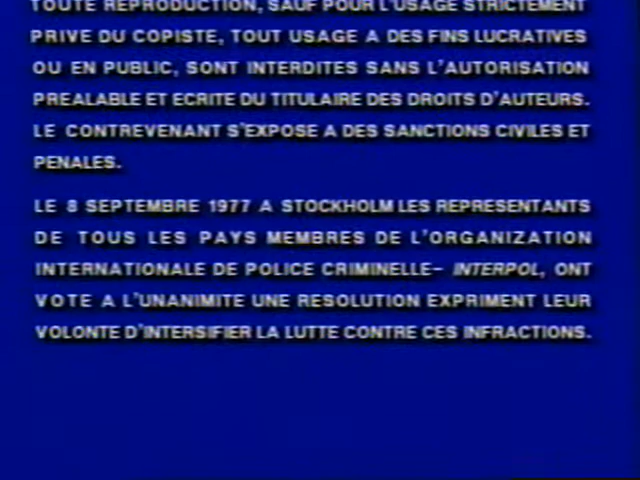 TOUTE REPRODUCTION, SAUF POUR L'USAGE STRICTEMENT
PRIVE DU COPISTE, TOUT USAGE A DES FINS LUCRATIVES
OU EN PUBLIC, SONT INTERDITES SANS L'AUTORISATION
PREALABLE ET ECRITE DU TITULAIRE DES DROITS D'AUTEURS.
LE CONTREVENANT S'EXPOSE A DES SANCTIONS CIVILES ET
PENALES.
LE 8 SEPTEMBRE 1977 A STOCKHOLM LES REPRESENTANTS
DE TOUS LES PAYS MEMBRES DE L'ORGANIZATION
INTERNATIONALE DE POLICE CRIMINELLE- INTERPOL, ONT
VOTE A L'UNANIMITE UNE RESOLUTION EXPRIMENT LEUR
VOLONTE D'INTERSIFIER LA LUTTE CONTRE CES INFRACTIONS.